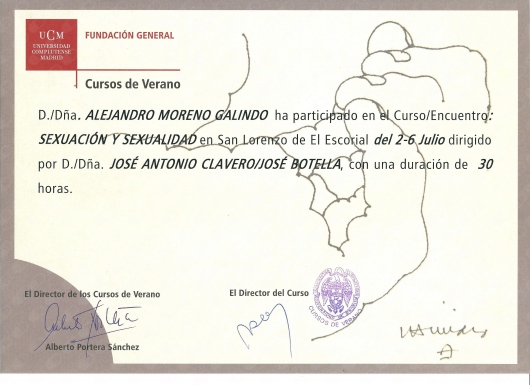 UCM
UNIVERSIDAD
COMPLUTENSE
MADRID
FUNDACIÓN GENERAL
Cursos de Verano
D./Dña. ALEJANDRO MORENO GALINDO ha participado en el Curso/Encuentro:
SEXUACIÓN Y SEXUALIDAD en San Lorenzo de El Escorial del 2-6 Julio dirigido
por D./Dña. JOSÉ ANTONIO CLAVERO/JOSÉ BOTELLA, con una duración de 30
horas.
El Director de los Cursos de Verano
El Director del Curso
CURSOS DE VERANO
Alberto Portera Sánchez